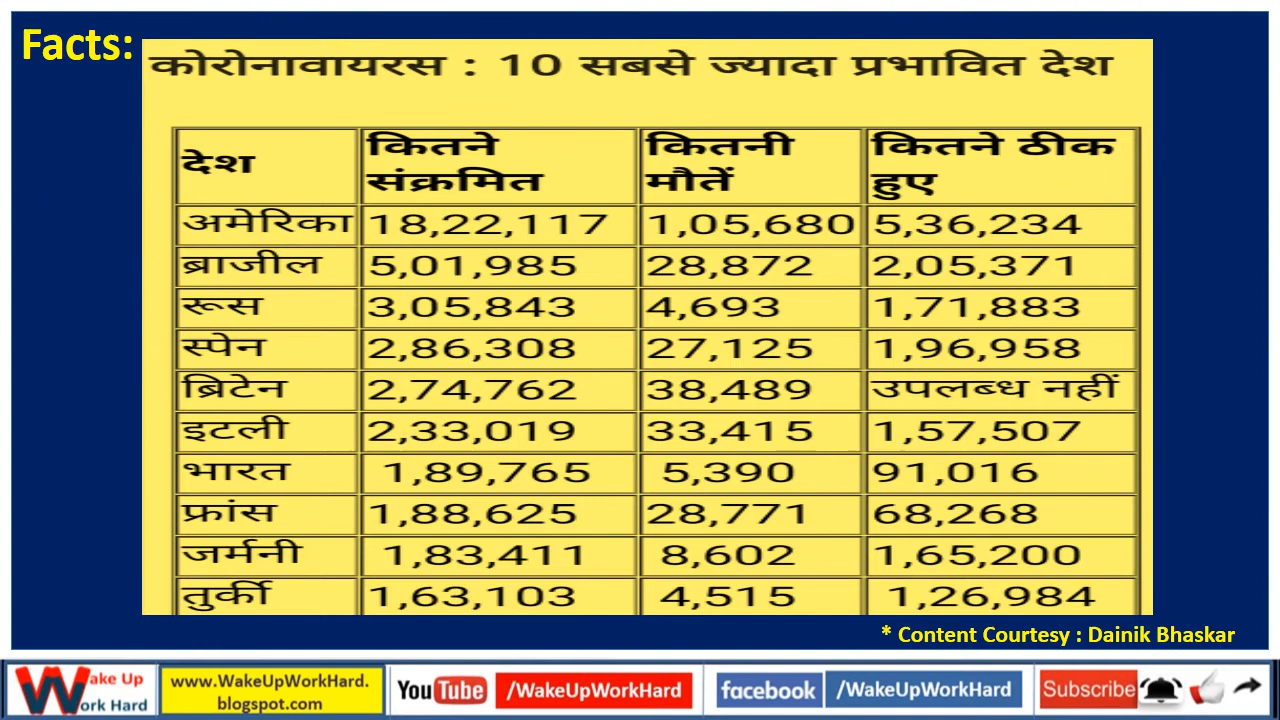 Facts:
कोरोनावायरस : 10 सबसे ज्यादा प्रभावित देश
देश कितने संक्रमित कितनी मौतें कितने ठीक हुए
अमेरिका 18,22,117 1,05,680 5,36,234
ब्राजील 5,01,985 28,872 2,05,371
रूस 3,05,843 4,693 1,71,883
स्पेन 2,86,308 27,125 1,96,958
ब्रिटेन 2,74,762 38,489 उपलब्ध नहीं
इटली 2,33,019 33,415 1,57,507
भारत 1,89,765 5,390 91,016
फ्रांस 1,88,625 28,771 68,268
जर्मनी 1,83,411 8,602 1,65,200
तुर्की 1,63,103 4,515 1,26,984
* Content Courtesy : Dainik Bhaskar
Wake Up Work Hard
www.WakeUpWorkHard.
blogspot.com
YouTube /WakeUpWorkHard
facebook /WakeUpWorkHard
Subscribe